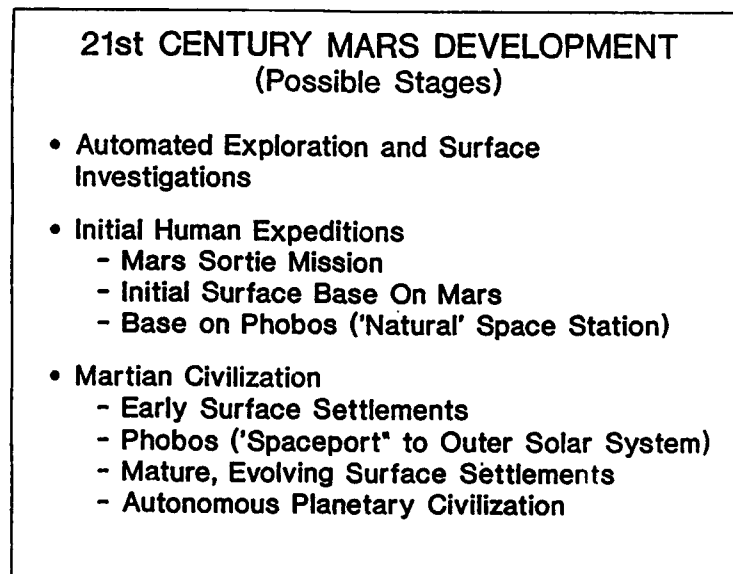 21st CENTURY MARS DEVELOPMENT
(Possible Stages)
• Automated Exploration and Surface
Investigations
• Initial Human Expeditions
- Mars Sortie Mission
- Initial Surface Base On Mars
- Base on Phobos ('Natural' Space Station)
• Martian Civilization
- Early Surface Settlements
- Phobos ('Spaceport" to Outer Solar System)
- Mature, Evolving Surface Settlements
- Autonomous Planetary Civilization